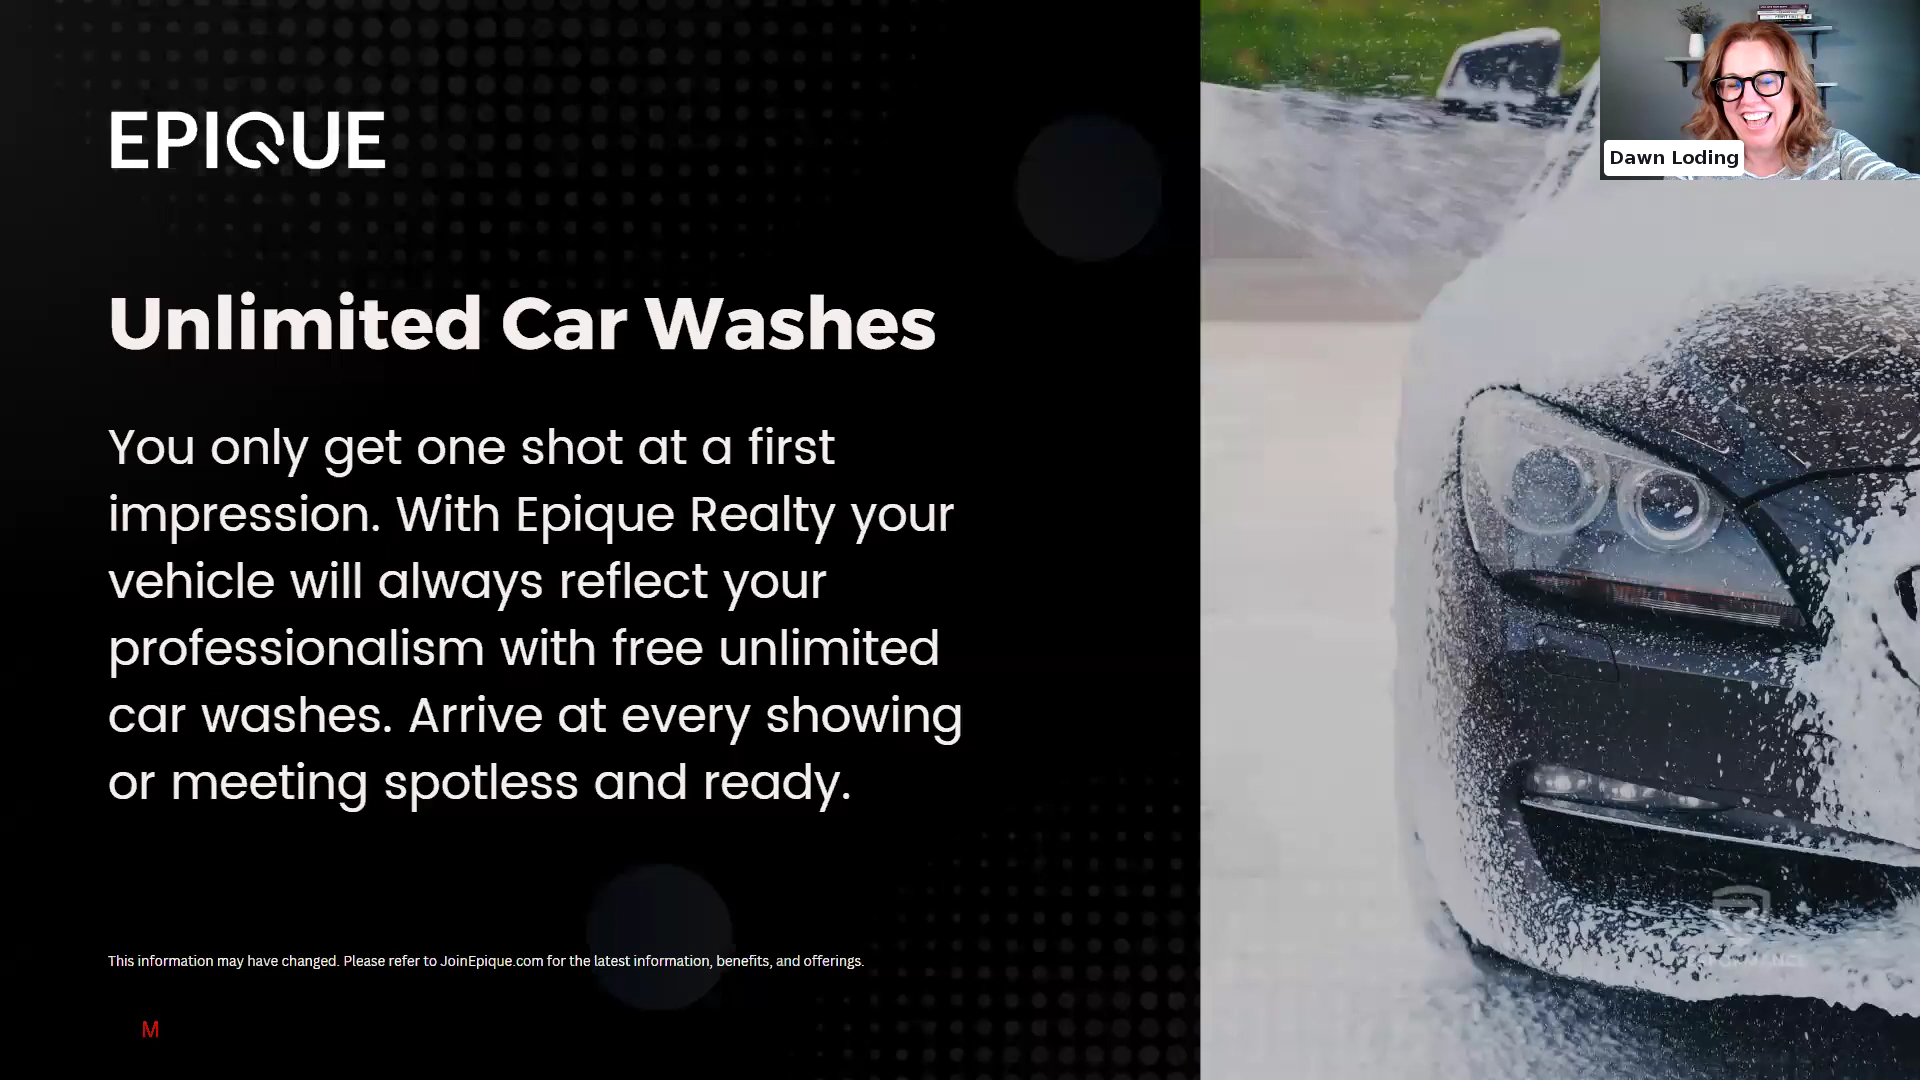 EPIQUE
Dawn Loding
Unlimited Car Washes
You only get one shot at a first
impression. With Epique Realty your
vehicle will always reflect your
professionalism with free unlimited
car washes. Arrive at every showing
or meeting spotless and ready.
This information may have changed. Please refer to JoinEpique.com for the latest information, benefits, and offerings.
M